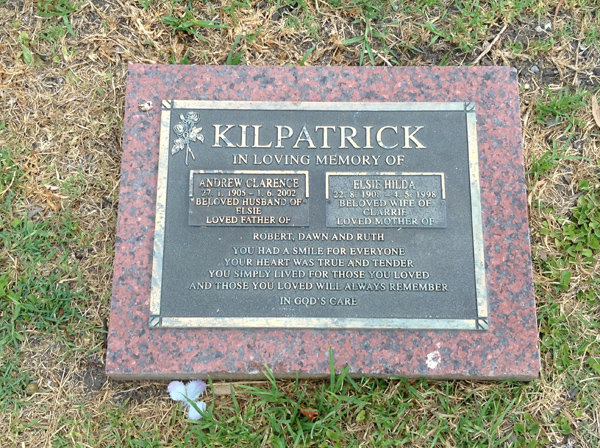 KILPATRICK
IN LOVING MEMORY OF
ANDREW CLARENCE
27. 1. 1905 - 1. 6. 2002
BELOVED HUSBAND OF
ELSIE
LOVED FATHER OF
ELSIE HILDA
22. 8. 1908 - 4. 5. 1998
BELOVED WIFE OF
CLARRIE
LOVED MOTHER OF
ROBERT, DAWN AND RUTH
YOU HAD A SMILE FOR EVERYONE
YOUR HEART WAS TRUE AND TENDER
YOU SIMPLY LIVED FOR THOSE YOU LOVED
AND THOSE YOU LOVED WILL ALWAYS REMEMBER
IN GOD'S CARE